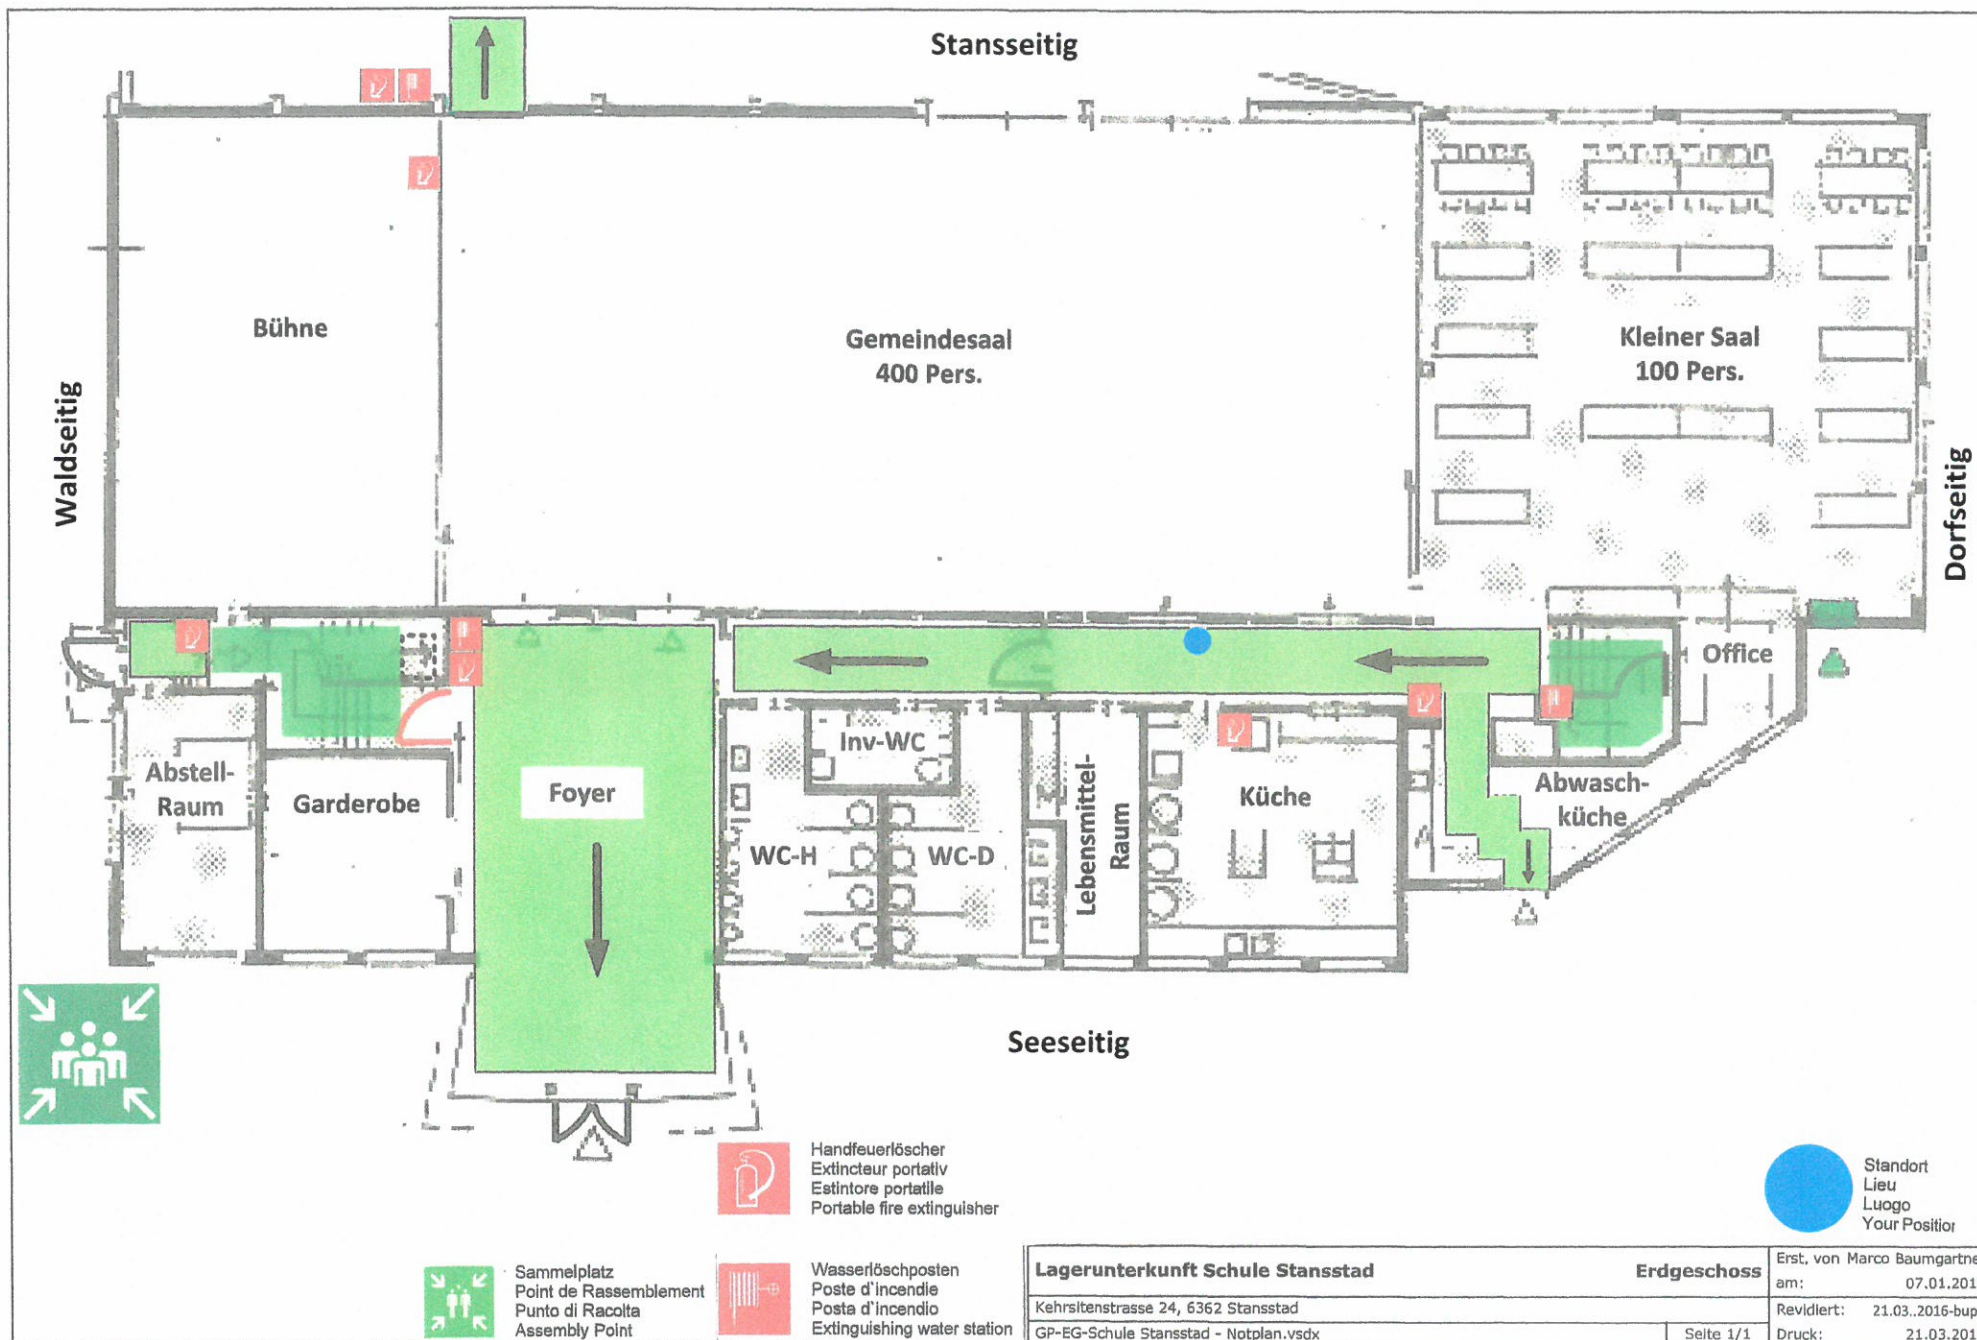 Stansseitig
Waldseitig
Bühne
Gemeindesaal
400 Pers.
Kleiner Saal
100 Pers.
Dorfseitig
Office
Abstell-
Raum
Garderobe
Foyer
Inv-WC
WC-H
WC-D
Lebensmittel-
Raum
Küche
Abwasch-
küche
Seeseitig
Handfeuerlöscher
Extincteur portativ
Estintore portatile
Portable fire extinguisher
Standort
Lieu
Luogo
Your Position
Sammelplatz
Point de Rassemblement
Punto di Racolta
Assembly Point
Wasserlöschposten
Poste d`incendie
Posta d`incendio
Extinguishing water station
Lagerunterkunft Schule Stansstad Erdgeschoss
Kehrsitenstrasse 24, 6362 Stansstad
GP-EG-Schule Stansstad - Notplan.vsdx Seite 1/1
Erst. von Marco Baumgartne
am: 07.01.201
Revidiert: 21.03..2016-bup
Druck: 21.03.201